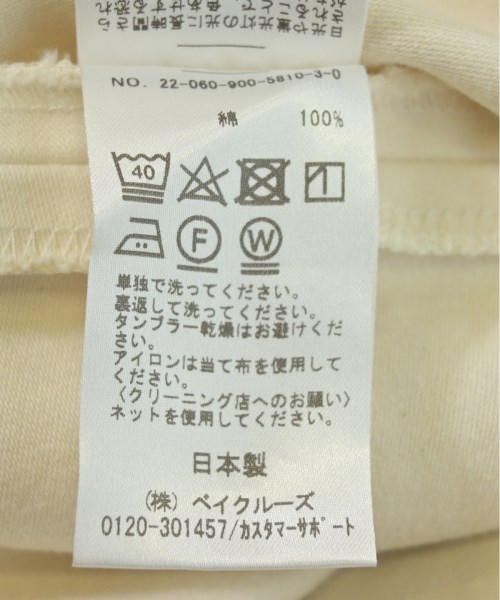 NO. 22-060-900-5810-3-0
綿 100%
40
F W
単独で洗ってください。
裏返して洗ってください。
タンブラー乾燥はお避けくだ
さい。
アイロンは当て布を使用して
ください。
〈クリーニング店へのお願い〉
ネットを使用してください。
日本製
(株) ベイクルーズ
0120-301457/カスタマーサポート